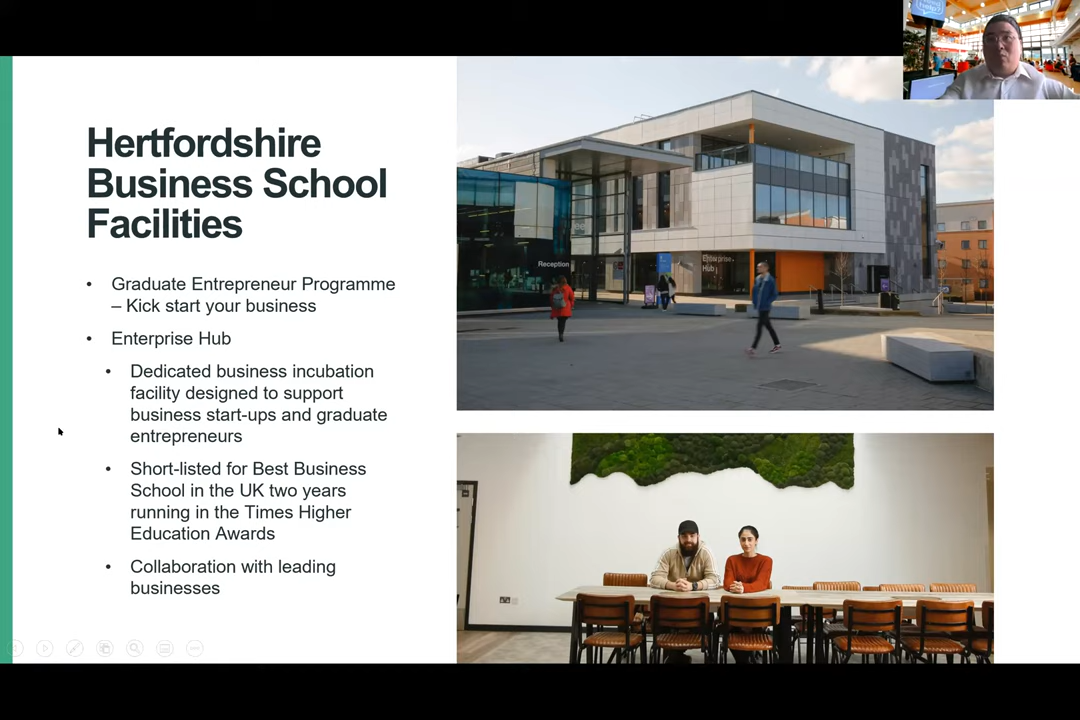 Hertfordshire
Business School
Facilities
• Graduate Entrepreneur Programme
– Kick start your business
• Enterprise Hub
• Dedicated business incubation
facility designed to support
business start-ups and graduate
entrepreneurs
• Short-listed for Best Business
School in the UK two years
running in the Times Higher
Education Awards
• Collaboration with leading
businesses
Reception
Enterprise
Hub